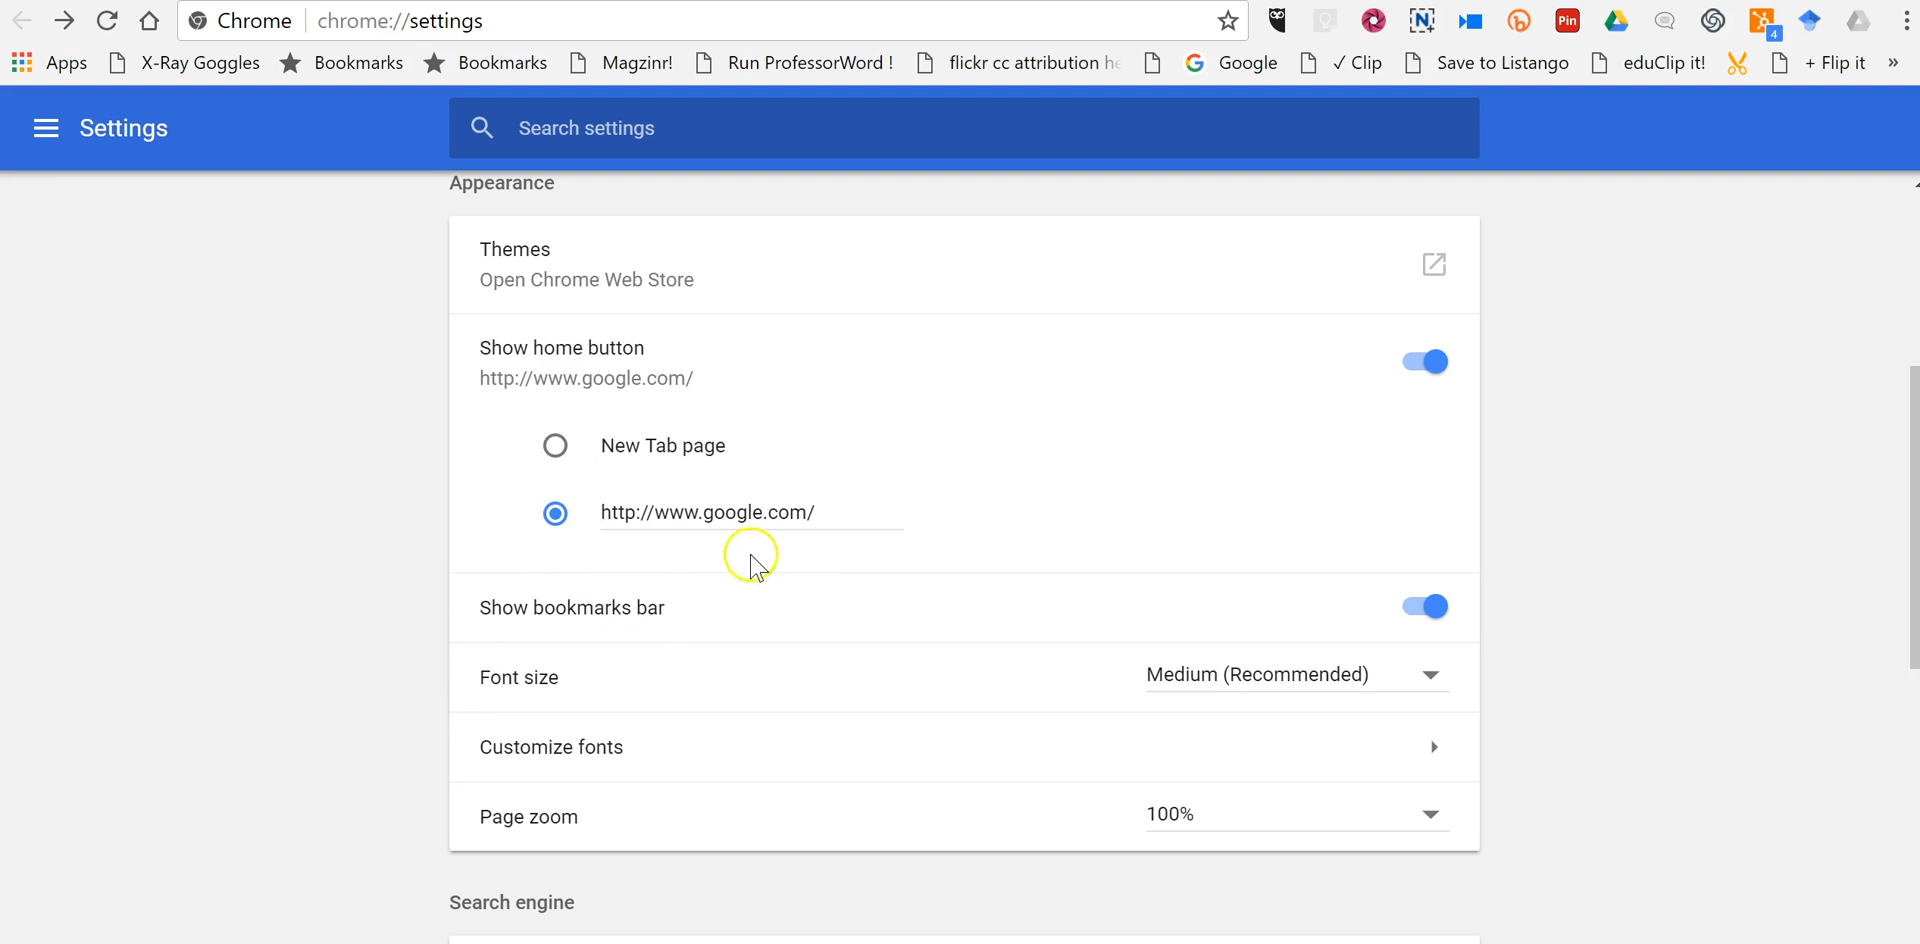 Chrome chrome://settings
Pin
4
Apps X-Ray Goggles Bookmarks Bookmarks Magzinr! Run ProfessorWord ! flickr cc attribution he Google ✓ Clip Save to Listango eduClip it! + Flip it »
Settings Search settings
Appearance
Themes
Open Chrome Web Store
Show home button
http://www.google.com/
New Tab page
http://www.google.com/
Show bookmarks bar
Font size Medium (Recommended)
Customize fonts
Page zoom 100%
Search engine